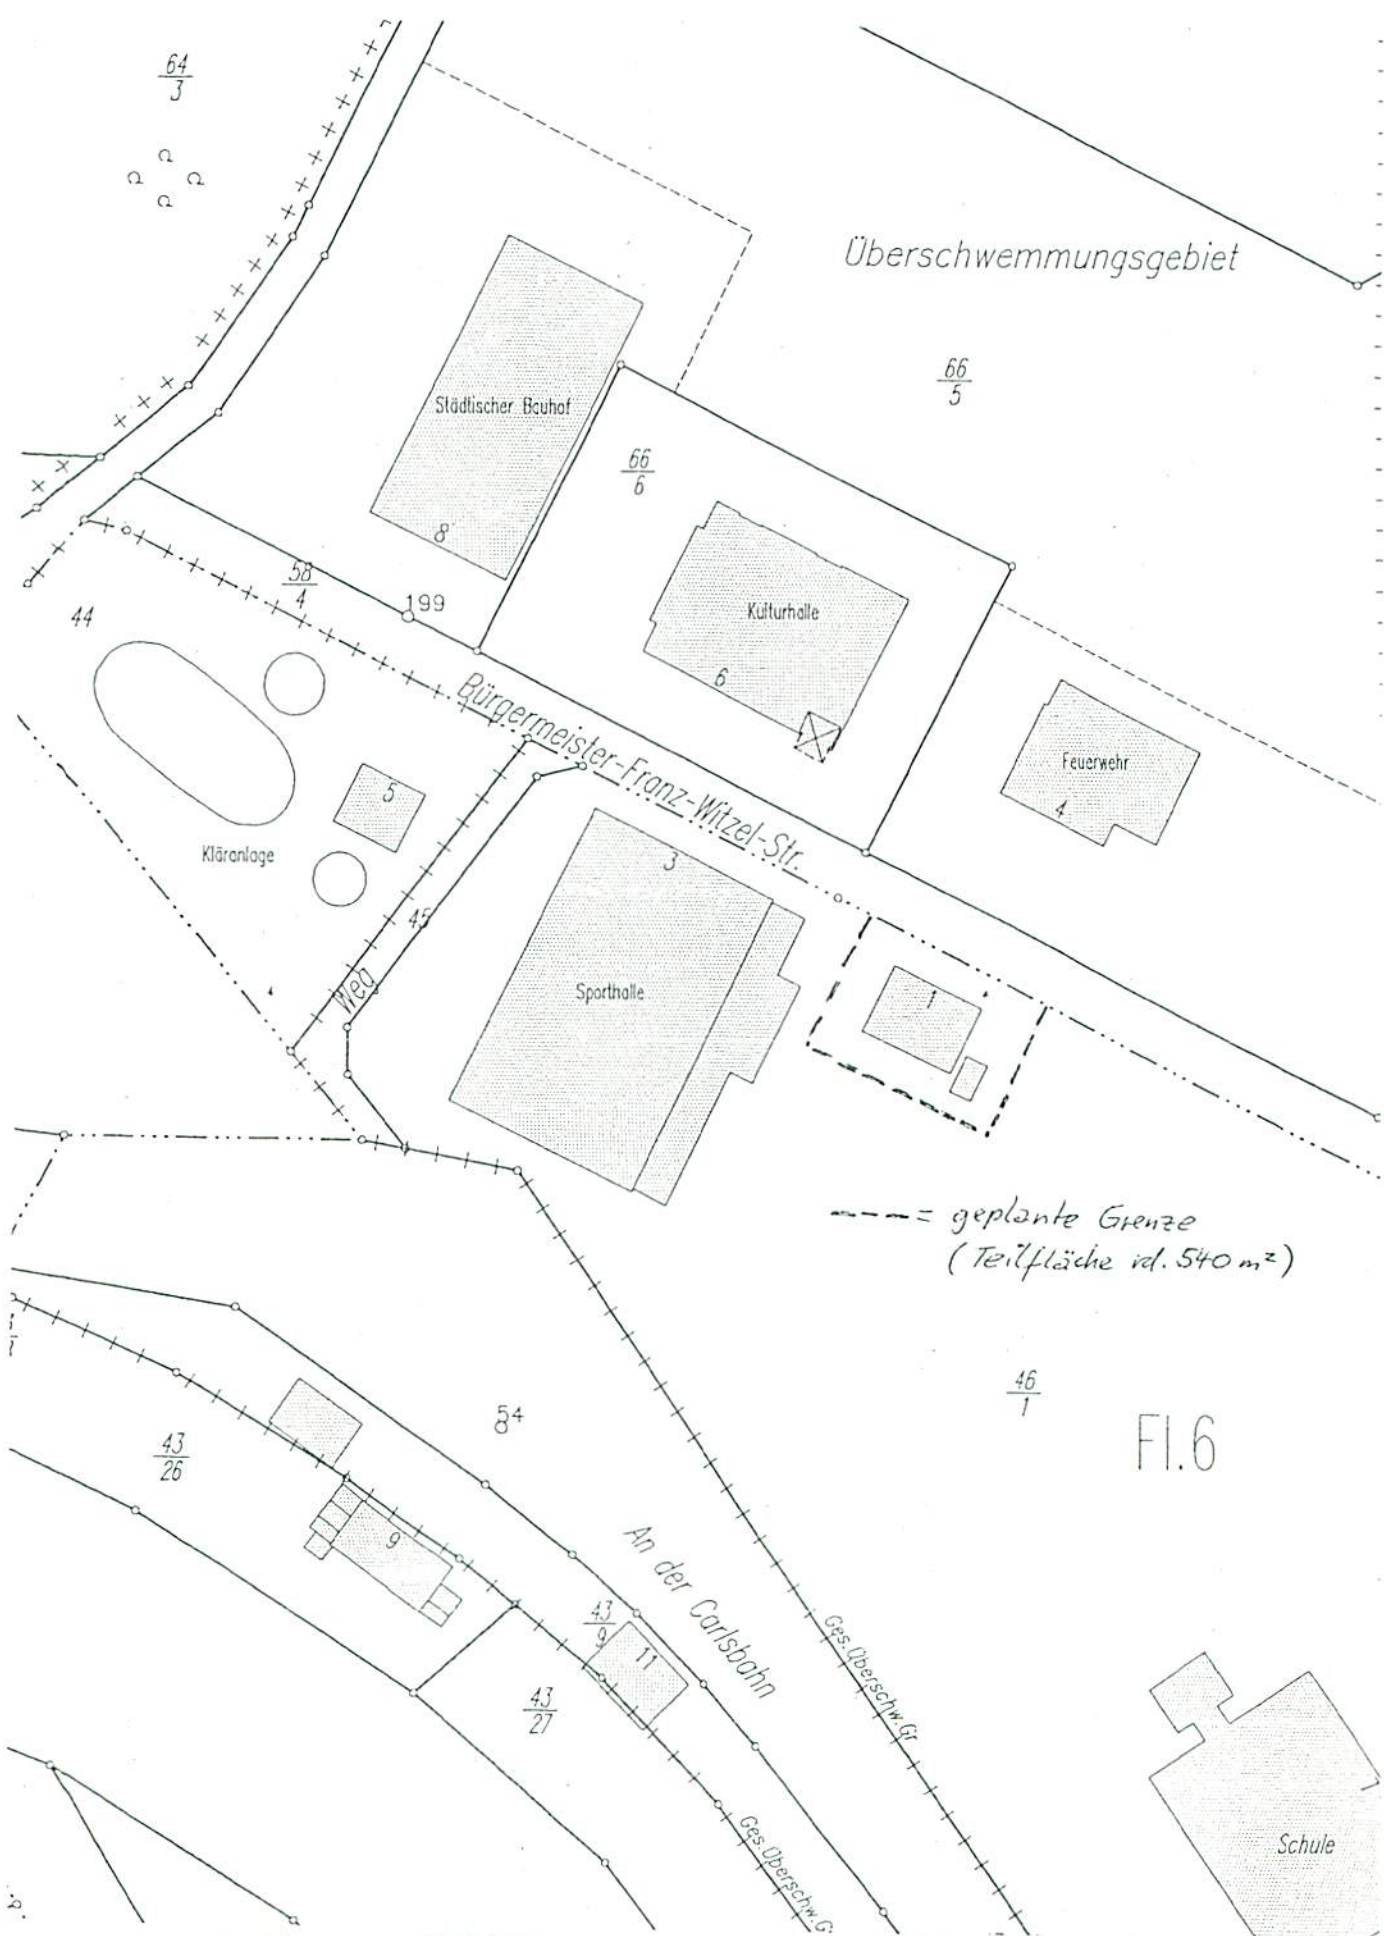 64
3
Überschwemmungsgebiet
66
5
Städtischer Bauhof
8
66
6
Kulturhalle
6
58
4
199
44
Bürgermeister-Franz-Witzel-Str.
Feuerwehr
4
5
Kläranlage
3
45
Weg
Sporthalle
1
---- = geplante Grenze
(Teilfläche rd. 540 m²)
46
1
Fl.6
54
8
43
26
9
An der Carlsbahn
43
9
11
43
27
Ges.Überschw.Gr
Ges.Überschw.G
7
Schule